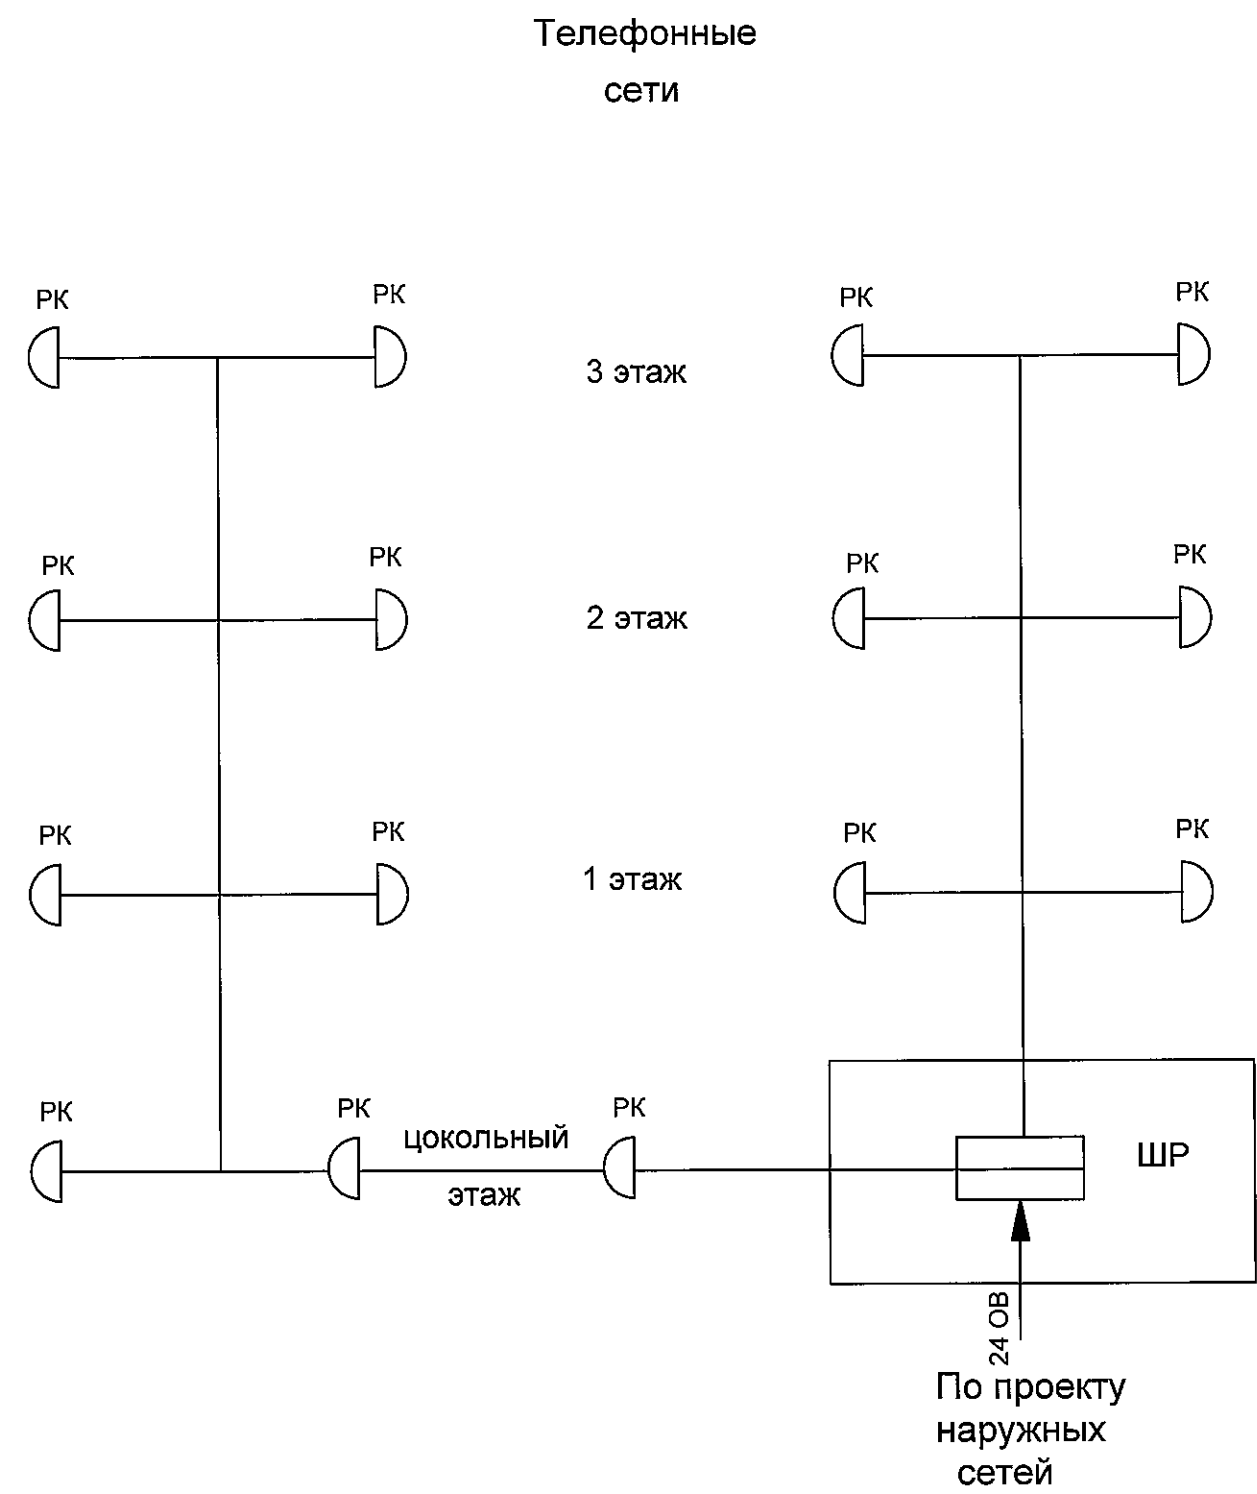 Телефонные
сети
РК
РК
РК
РК
3 этаж
РК
РК
РК
РК
2 этаж
РК
РК
РК
РК
1 этаж
РК
РК
РК
цокольный
этаж
ШР
24 ОВ
По проекту
наружных
сетей